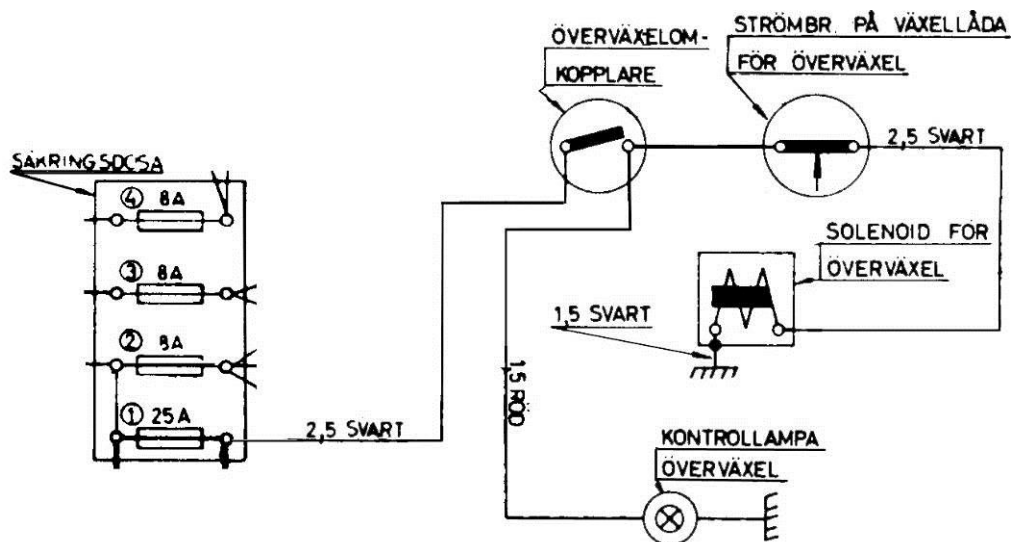 ÖVERVÄXELOM-
KOPPLARE
STRÖMBR. PÅ VÄXELLÅDA
FÖR ÖVERVÄXEL
2,5 SVART
SÄKRINGSDCSA
4 8A
3 8A
2 8A
1 25A
2,5 SVART
SOLENOID FÖR
ÖVERVÄXEL
1,5 SVART
1,5 RÖD
KONTROLLAMPA
ÖVERVÄXEL